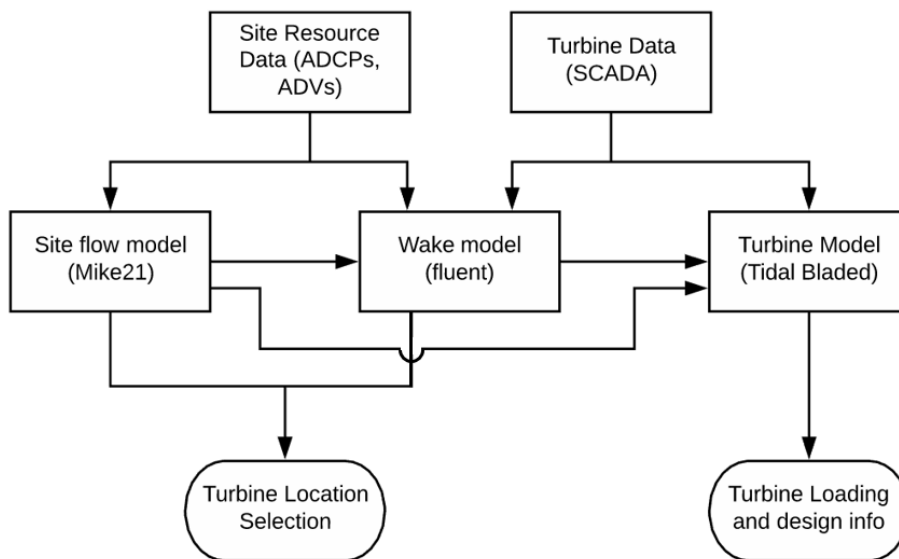 Site Resource
Data (ADCPs,
ADVs)
Turbine Data
(SCADA)
Site flow model
(Mike21)
Wake model
(fluent)
Turbine Model
(Tidal Bladed)
Turbine Location
Selection
Turbine Loading
and design info